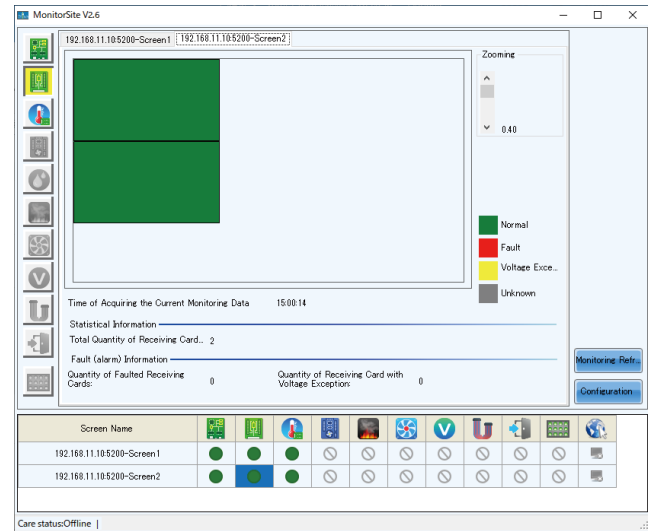 MonitorSite V2.6
192.168.11.10:5200-Screen1 192.168.11.10:5200-Screen2
Zooming
0.40
Normal
Fault
Voltage Exce...
Unknown
Time of Acquiring the Current Monitoring Data 15:00:14
Statistical Information
Total Quantity of Receiving Card.. 2
Fault (alarm) Information
Quantity of Faulted Receiving Cards: 0
Quantity of Receiving Card with Voltage Exception: 0
Monitoring Refr...
Configuration
Screen Name
192.168.11.10:5200-Screen1
192.168.11.10:5200-Screen2
Care status:Offline